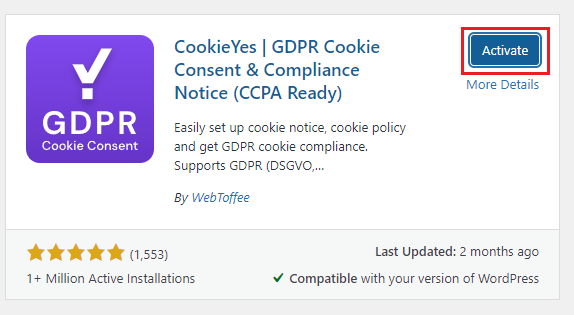 CookieYes | GDPR Cookie
Consent & Compliance
Notice (CCPA Ready)
Activate
More Details
GDPR
Cookie Consent
Easily set up cookie notice, cookie policy
and get GDPR cookie compliance.
Supports GDPR (DSGVO,...
By WebToffee
(1,553)
Last Updated: 2 months ago
1+ Million Active Installations
Compatible with your version of WordPress